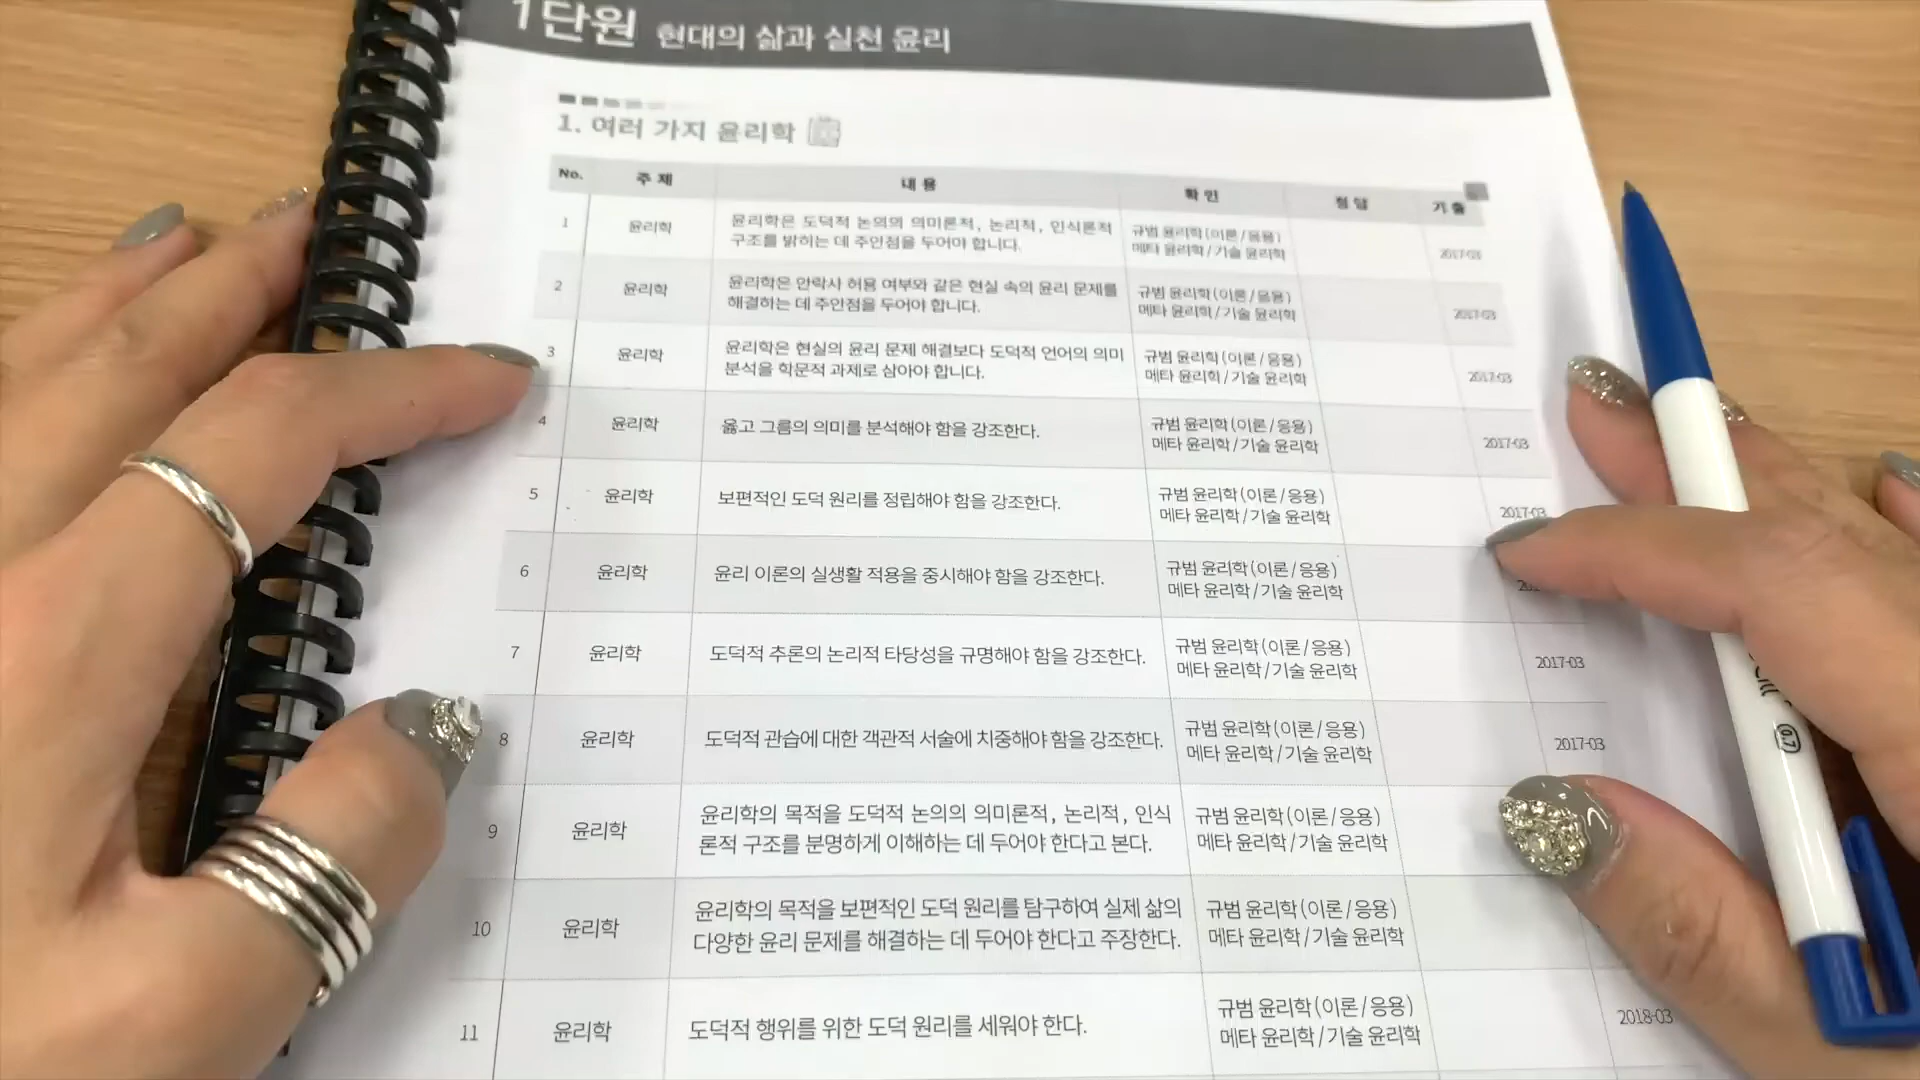 1단원 현대의 삶과 실천 윤리
1. 여러 가지 윤리학
No. 주제 내용 확인 정답 기출
1 윤리학 윤리학은 도덕적 논의의 의미론적, 논리적, 인식론적 규범 윤리학(이론/응용)
구조를 밝히는 데 주안점을 두어야 합니다. 메타 윤리학/기술 윤리학 2017-03
2 윤리학 윤리학은 안락사 허용 여부와 같은 현실 속의 윤리 문제를 규범 윤리학(이론/응용)
해결하는 데 주안점을 두어야 합니다. 메타 윤리학/기술 윤리학 2017-03
3 윤리학 윤리학은 현실의 윤리 문제 해결보다 도덕적 언어의 의미 규범 윤리학(이론/응용)
분석을 학문적 과제로 삼아야 합니다. 메타 윤리학/기술 윤리학 2017-03
4 윤리학 옳고 그름의 의미를 분석해야 함을 강조한다. 규범 윤리학(이론/응용)
메타 윤리학/기술 윤리학 2017-03
5 윤리학 보편적인 도덕 원리를 정립해야 함을 강조한다. 규범 윤리학(이론/응용)
메타 윤리학/기술 윤리학 2017-03
6 윤리학 윤리 이론의 실생활 적용을 중시해야 함을 강조한다. 규범 윤리학(이론/응용)
메타 윤리학/기술 윤리학
7 윤리학 도덕적 추론의 논리적 타당성을 규명해야 함을 강조한다. 규범 윤리학(이론/응용)
메타 윤리학/기술 윤리학 2017-03
8 윤리학 도덕적 관습에 대한 객관적 서술에 치중해야 함을 강조한다. 규범 윤리학(이론/응용)
메타 윤리학/기술 윤리학 2017-03
9 윤리학 윤리학의 목적을 도덕적 논의의 의미론적, 논리적, 인식 규범 윤리학(이론/응용)
론적 구조를 분명하게 이해하는 데 두어야 한다고 본다. 메타 윤리학/기술 윤리학
10 윤리학 윤리학의 목적을 보편적인 도덕 원리를 탐구하여 실제 삶의 규범 윤리학(이론/응용)
다양한 윤리 문제를 해결하는 데 두어야 한다고 주장한다. 메타 윤리학/기술 윤리학
11 윤리학 도덕적 행위를 위한 도덕 원리를 세워야 한다. 규범 윤리학(이론/응용)
메타 윤리학/기술 윤리학 2018-03
0.7